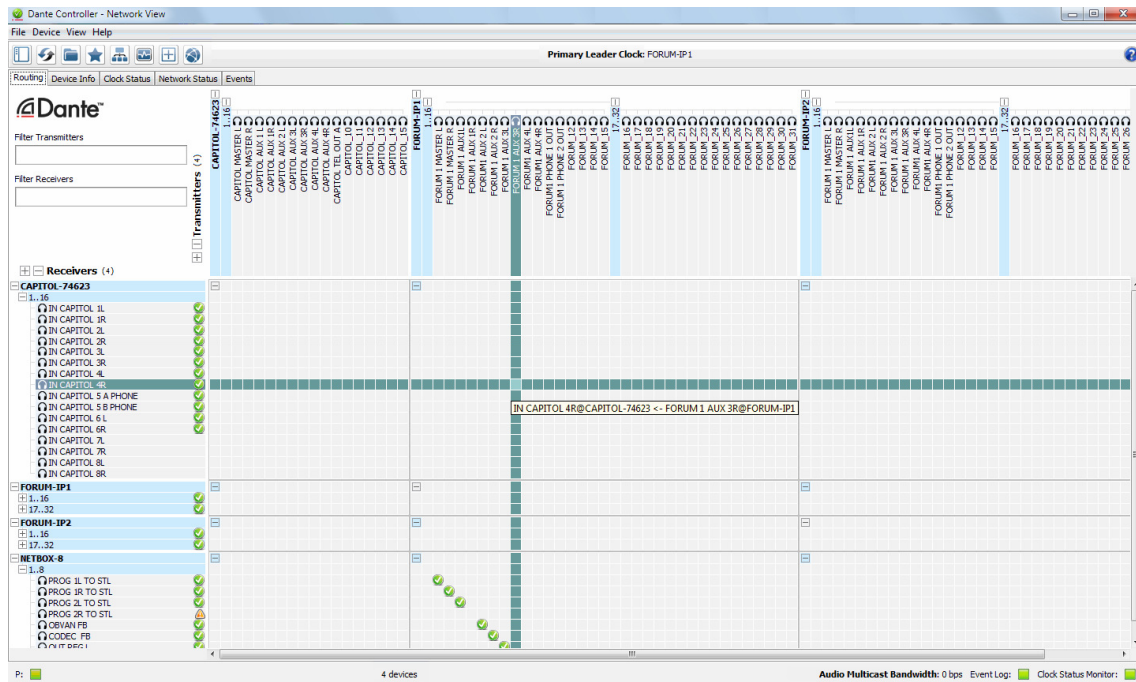 Dante Controller - Network View
File Device View Help
Primary Leader Clock: FORUM-IP1
Routing Device Info Clock Status Network Status Events
Dante™
Filter Transmitters
Filter Receivers
Transmitters (4)
Receivers (4)
CAPITOL-74623
1..16
CAPITOL MASTER L
CAPITOL MASTER R
CAPITOL AUX 1 L
CAPITOL AUX 1R
CAPITOL AUX 2 L
CAPITOL AUX 3L
CAPITOL AUX 3R
CAPITOL AUX 4L
CAPITOL AUX 4R
CAPITOL TEL OUT A
CAPITOL_10
CAPITOL_11
CAPITOL_12
CAPITOL_13
CAPITOL_14
CAPITOL_15
FORUM-IP1
1..16
FORUM 1 MASTER L
FORUM 1 MASTER R
FORUM 1 AUX1L
FORUM 1 AUX 1R
FORUM1 AUX 2 L
FORUM 1 AUX 2 R
FORUM 1 AUX 3L
FORUM 1 AUX 3R
FORUM1 AUX 4L
FORUM 1 AUX 4R
FORUM1 PHONE 1 OUT
FORUM 1 PHONE 2 OUT
FORUM_12
FORUM_13
FORUM_14
FORUM_15
17..32
FORUM_16
FORUM_17
FORUM_18
FORUM_19
FORUM_20
FORUM_21
FORUM_22
FORUM_23
FORUM_24
FORUM_25
FORUM_26
FORUM_27
FORUM_28
FORUM_29
FORUM_30
FORUM_31
FORUM-IP2
1..16
FORUM 1 MASTER L
FORUM 1 MASTER R
FORUM 1 AUX1L
FORUM 1 AUX 1R
FORUM1 AUX 2 L
FORUM 1 AUX 2 R
FORUM 1 AUX 3L
FORUM 1 AUX 3R
FORUM1 AUX 4L
FORUM 1 AUX 4R
FORUM1 PHONE 1 OUT
FORUM 1 PHONE 2 OUT
FORUM_12
FORUM_13
FORUM_14
FORUM_15
17..32
FORUM_16
FORUM_17
FORUM_18
FORUM_19
FORUM_20
FORUM_21
FORUM_22
FORUM_23
FORUM_24
FORUM_25
FORUM 26
CAPITOL-74623
1..16
IN CAPITOL 1L
IN CAPITOL 1R
IN CAPITOL 2L
IN CAPITOL 2R
IN CAPITOL 3L
IN CAPITOL 3R
IN CAPITOL 4L
IN CAPITOL 4R
IN CAPITOL 5 A PHONE
IN CAPITOL 5 B PHONE
IN CAPITOL 6 L
IN CAPITOL 6R
IN CAPITOL 7L
IN CAPITOL 7R
IN CAPITOL 8L
IN CAPITOL 8R
IN CAPITOL 4R@CAPITOL-74623 <- FORUM 1 AUX 3R@FORUM-IP1
FORUM-IP1
1..16
17..32
FORUM-IP2
1..16
17..32
NETBOX-8
1..8
PROG 1L TO STL
PROG 1R TO STL
PROG 2L TO STL
PROG 2R TO STL
OBVAN FB
CODEC FB
OUT REG L
P: 4 devices Audio Multicast Bandwidth: 0 bps Event Log: Clock Status Monitor: